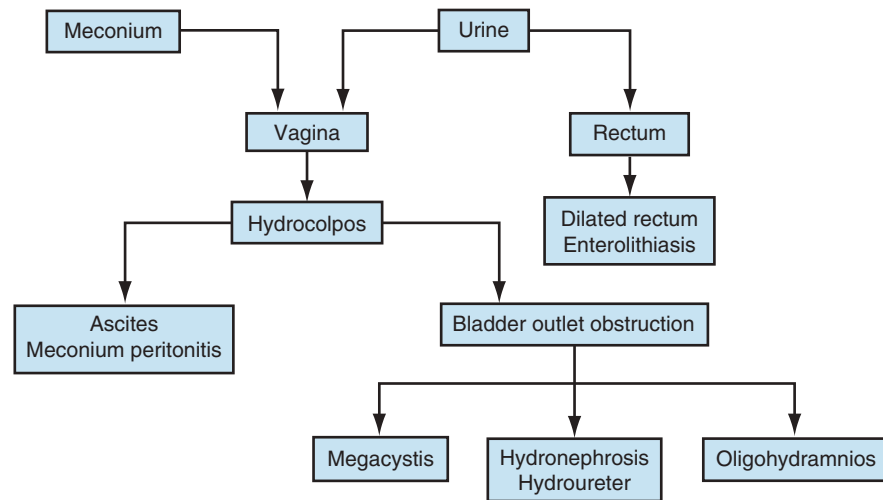 Meconium
Urine
Vagina
Rectum
Hydrocolpos
Dilated rectum
Enterolithiasis
Ascites
Meconium peritonitis
Bladder outlet obstruction
Megacystis
Hydronephrosis
Hydroureter
Oligohydramnios